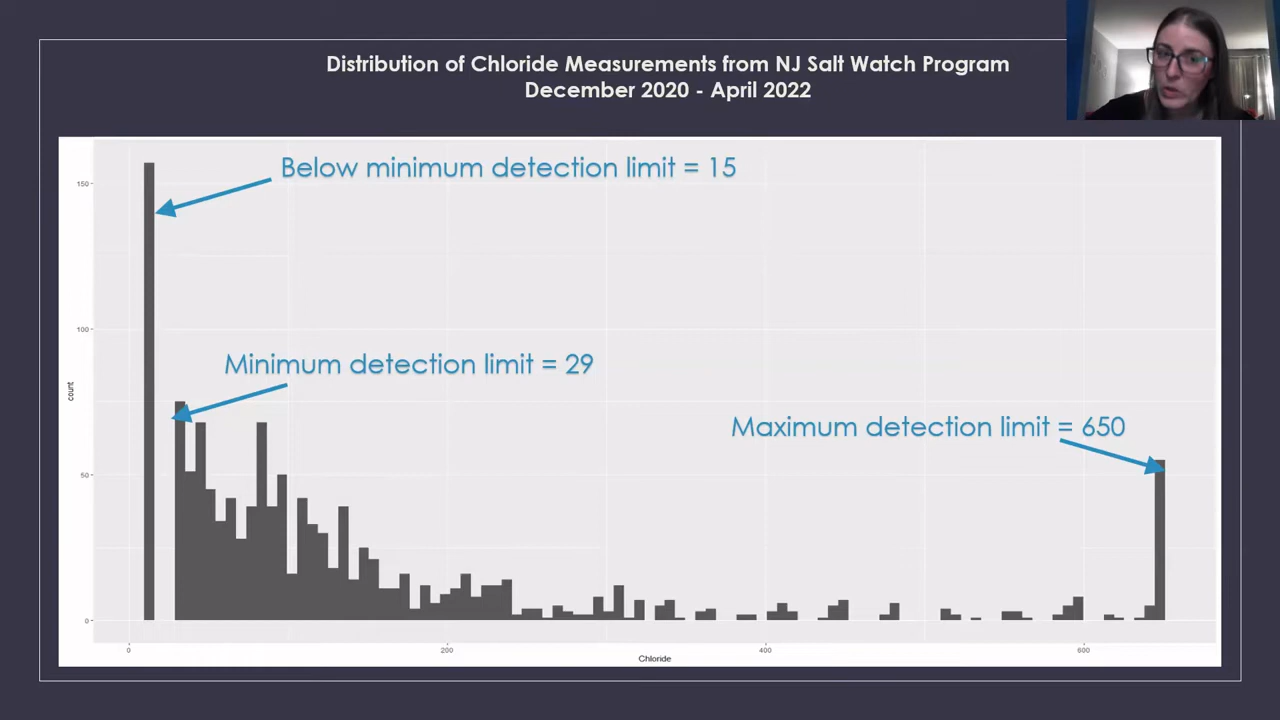 Distribution of Chloride Measurements from NJ Salt Watch Program
December 2020 - April 2022
Below minimum detection limit = 15
Minimum detection limit = 29
Maximum detection limit = 650
150
100
50
0
count
0 200 400 600
Chloride